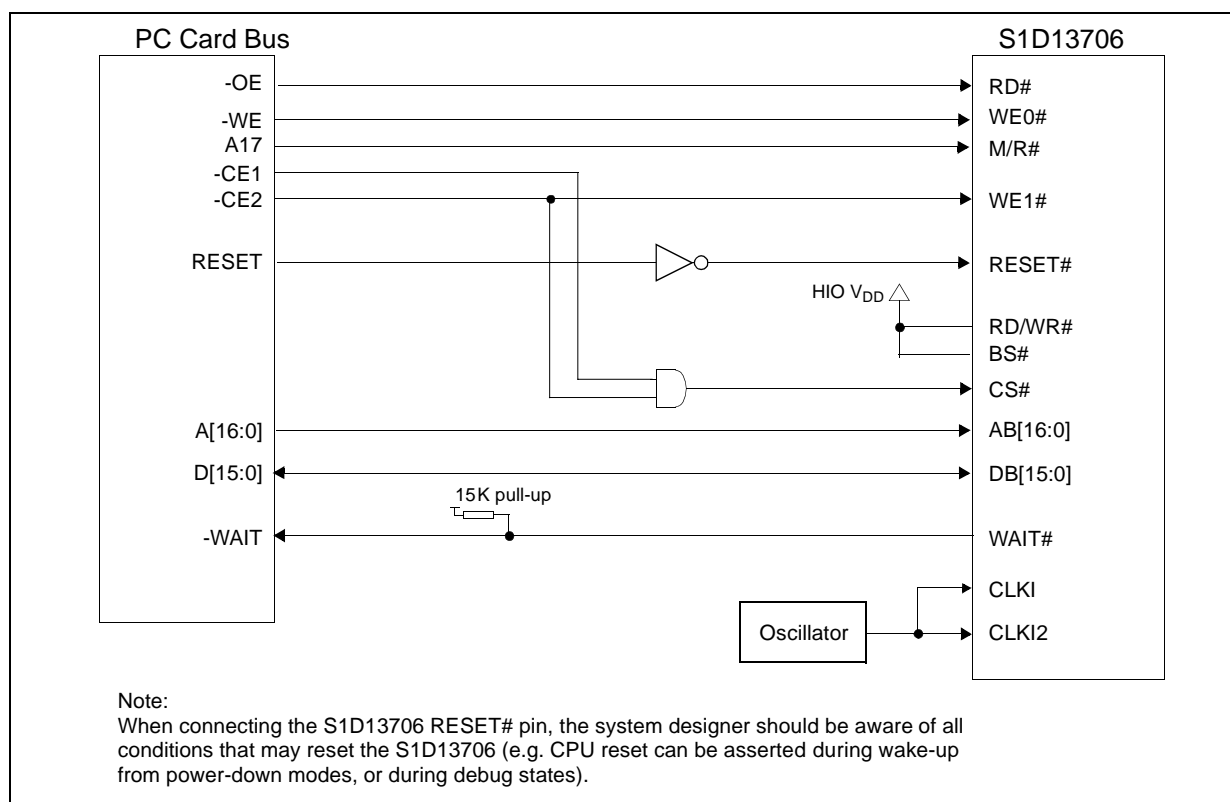 PC Card Bus
S1D13706
-OE
RD#
-WE
WE0#
A17
M/R#
-CE1
-CE2
WE1#
RESET
RESET#
HIO VDD
RD/WR#
BS#
CS#
A[16:0]
AB[16:0]
D[15:0]
DB[15:0]
15K pull-up
-WAIT
WAIT#
CLKI
Oscillator
CLKI2
Note:
When connecting the S1D13706 RESET# pin, the system designer should be aware of all
conditions that may reset the S1D13706 (e.g. CPU reset can be asserted during wake-up
from power-down modes, or during debug states).